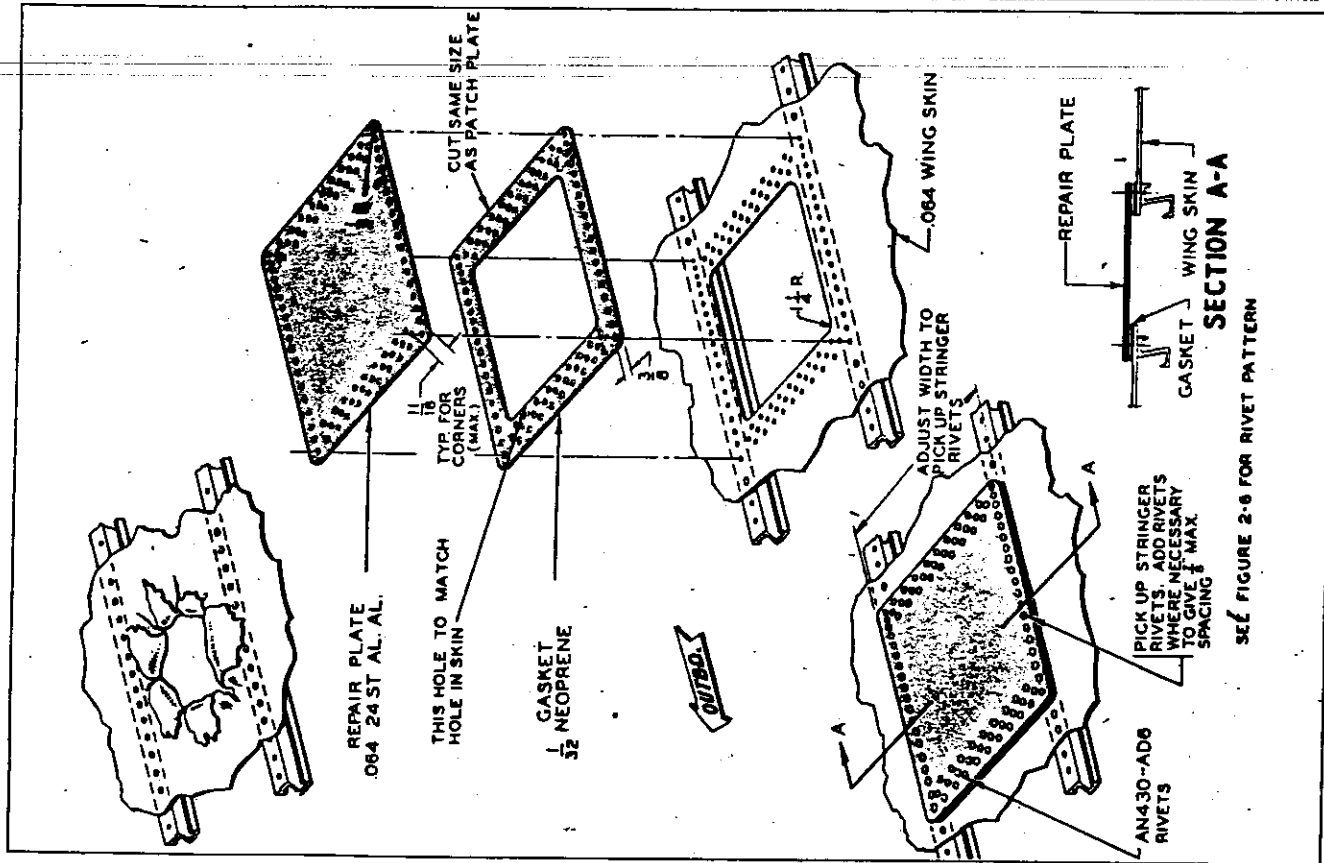 REPAIR PLATE
.064 24 ST AL. AL.
THIS HOLE TO MATCH
HOLE IN SKIN
GASKET
1/32 NEOPRENE
11/16
TYP. FOR
CORNERS
(MAX.)
CUT SAME SIZE
AS PATCH PLATE
1 1/4 R.
.064 WING SKIN
OUTBD.
ADJUST WIDTH TO
PICK UP STRINGER
RIVETS
A
A
AN430-AD6
RIVETS
PICK UP STRINGER
RIVETS. ADD RIVETS
WHERE NECESSARY
TO GIVE MAX.
SPACING
REPAIR PLATE
GASKET
WING SKIN
SECTION A-A
SEE FIGURE 2-6 FOR RIVET PATTERN